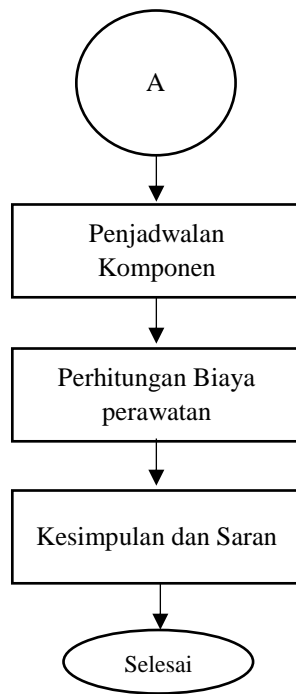 A
Penjadwalan
Komponen
Perhitungan Biaya
perawatan
Kesimpulan dan Saran
Selesai